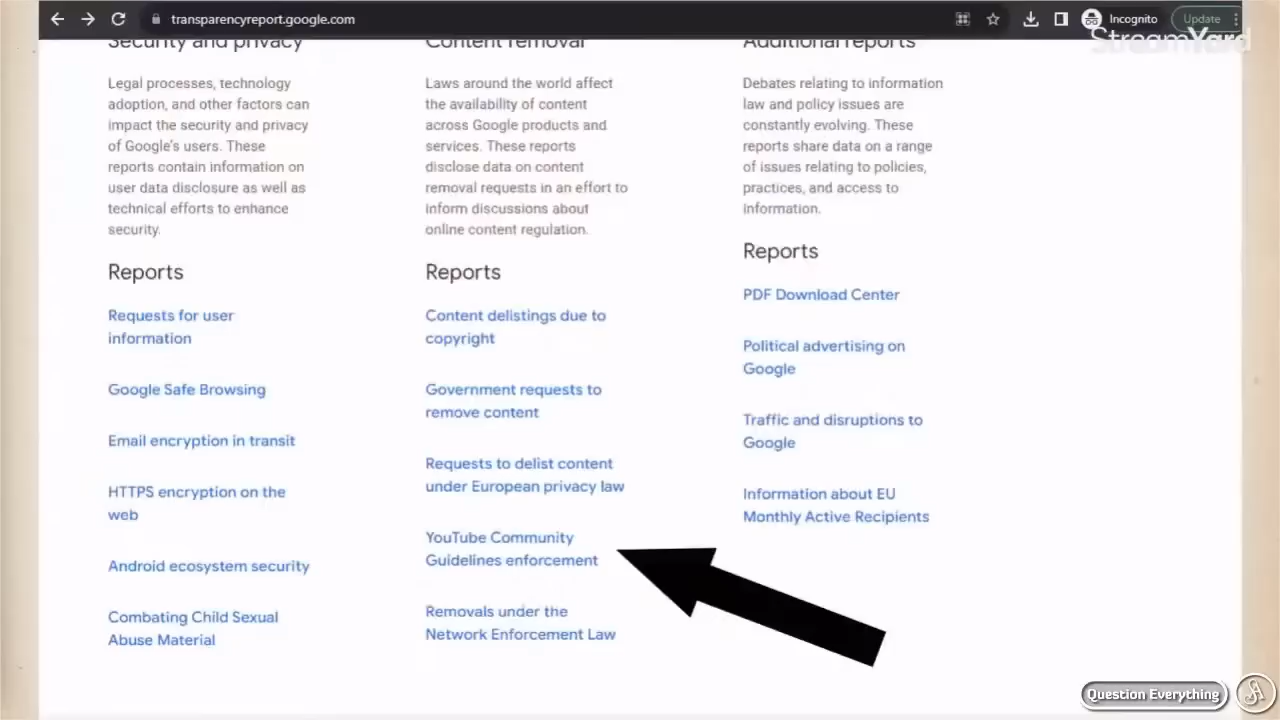 transparencyreport.google.com
Incognito
Update
StreamYard
Security and privacy
Legal processes, technology
adoption, and other factors can
impact the security and privacy
of Google's users. These
reports contain information on
user data disclosure as well as
technical efforts to enhance
security.
Reports
Requests for user
information
Google Safe Browsing
Email encryption in transit
HTTPS encryption on the
web
Android ecosystem security
Combating Child Sexual
Abuse Material
Content removal
Laws around the world affect
the availability of content
across Google products and
services. These reports
disclose data on content
removal requests in an effort to
inform discussions about
online content regulation.
Reports
Content delistings due to
copyright
Government requests to
remove content
Requests to delist content
under European privacy law
YouTube Community
Guidelines enforcement
Removals under the
Network Enforcement Law
Additional reports
Debates relating to information
law and policy issues are
constantly evolving. These
reports share data on a range
of issues relating to policies,
practices, and access to
information.
Reports
PDF Download Center
Political advertising on
Google
Traffic and disruptions to
Google
Information about EU
Monthly Active Recipients
Question Everything